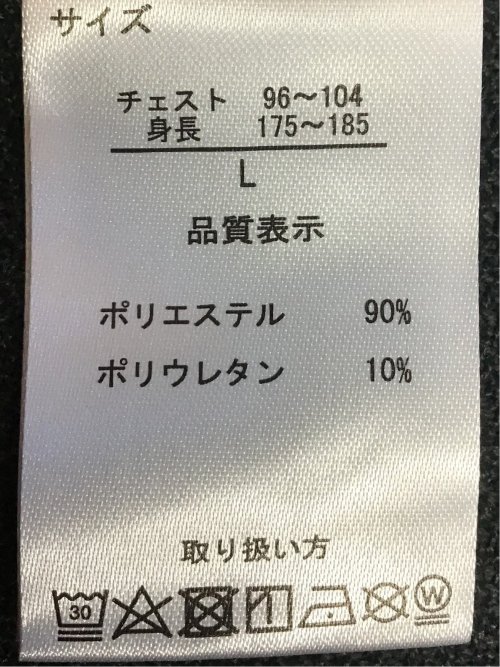 サイズ
チェスト 96～104
身長 175～185
L
品質表示
ポリエステル 90%
ポリウレタン 10%
取り扱い方
30 W